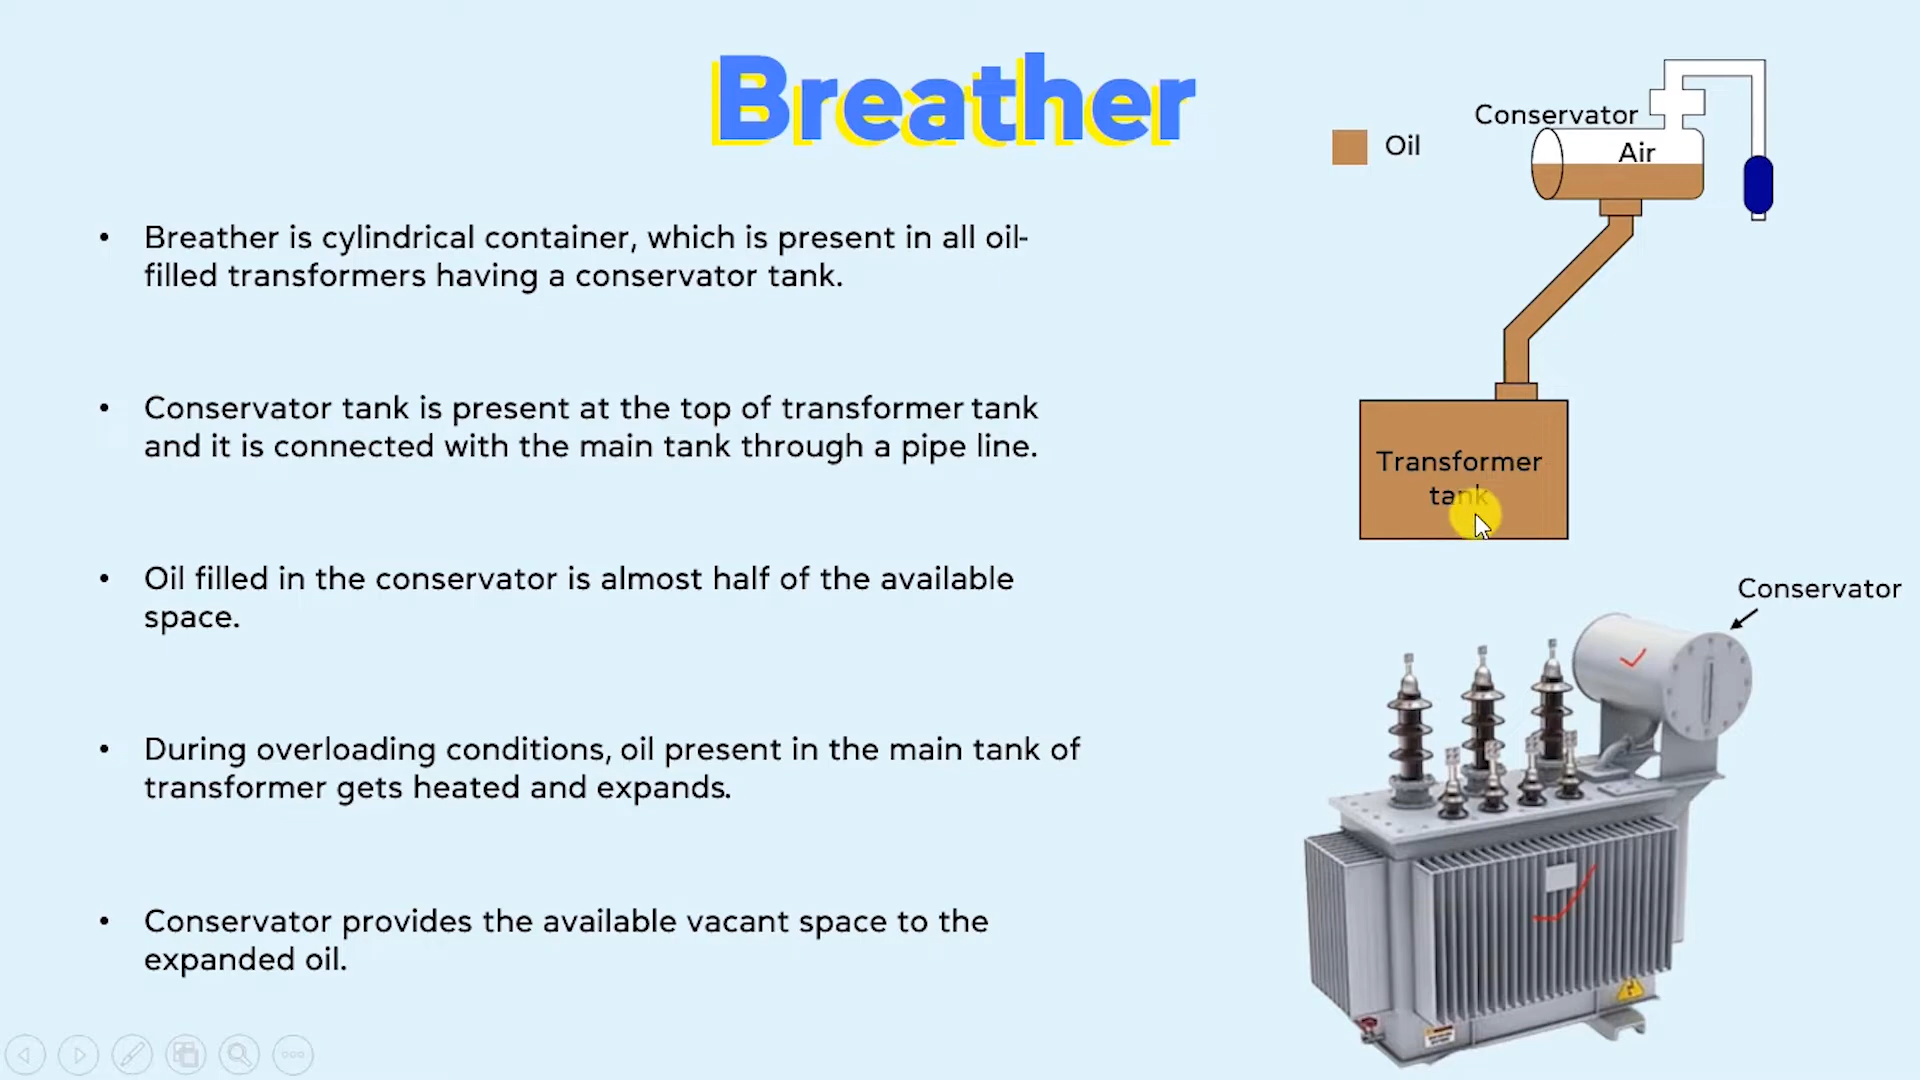 Breather
• Breather is cylindrical container, which is present in all oil-
filled transformers having a conservator tank.
• Conservator tank is present at the top of transformer tank
and it is connected with the main tank through a pipe line.
• Oil filled in the conservator is almost half of the available
space.
• During overloading conditions, oil present in the main tank of
transformer gets heated and expands.
• Conservator provides the available vacant space to the
expanded oil.
Conservator
Oil
Air
Transformer
tank
Conservator